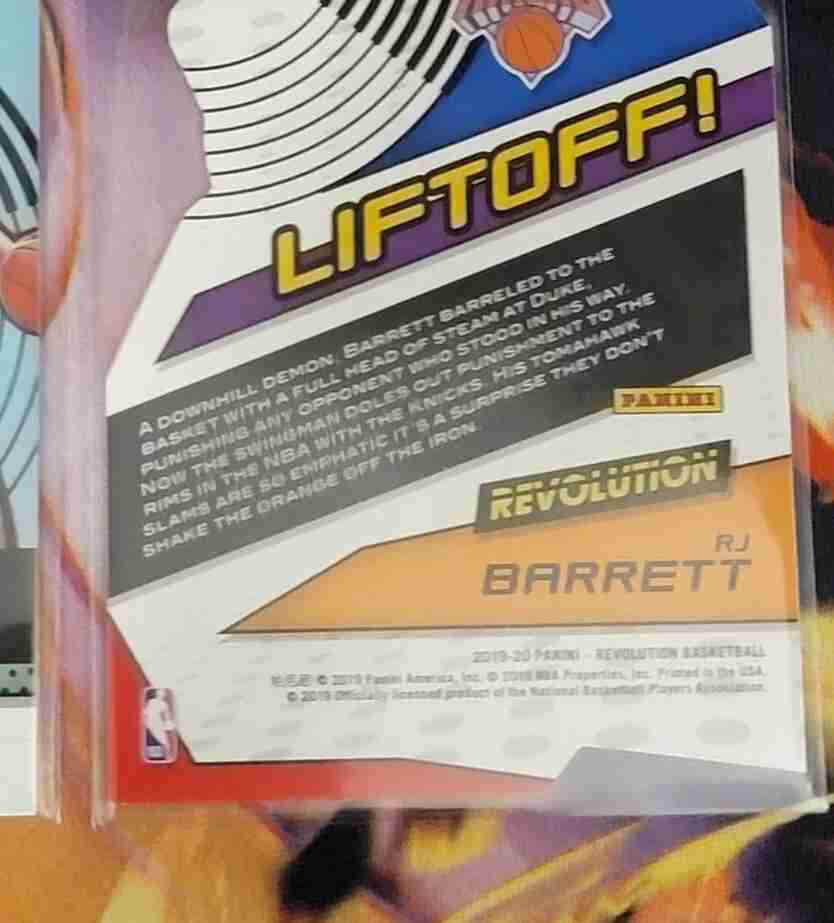 LIFTOFF!
A DOWNHILL DEMON, BARRETT BARRELED TO THE
BASKET WITH A FULL HEAD OF STEAM AT DUKE,
PUNISHING ANY OPPONENT WHO STOOD IN HIS WAY.
NOW THE SWINGMAN DOLES OUT PUNISHMENT TO THE
RIMS IN THE NBA WITH THE KNICKS. HIS TOMAHAWK
SLAMS ARE SO EMPHATIC IT'S A SURPRISE THEY DON'T
SHAKE THE ORANGE OFF THE IRON.
PANINI
REVOLUTION
RJ
BARRETT
2019-20 PANINI - REVOLUTION BASKETBALL
© 2019 Panini America, Inc. © 2019 NBA Properties, Inc. Printed in the USA.
© 2019 Officially licensed product of the National Basketball Players Association.